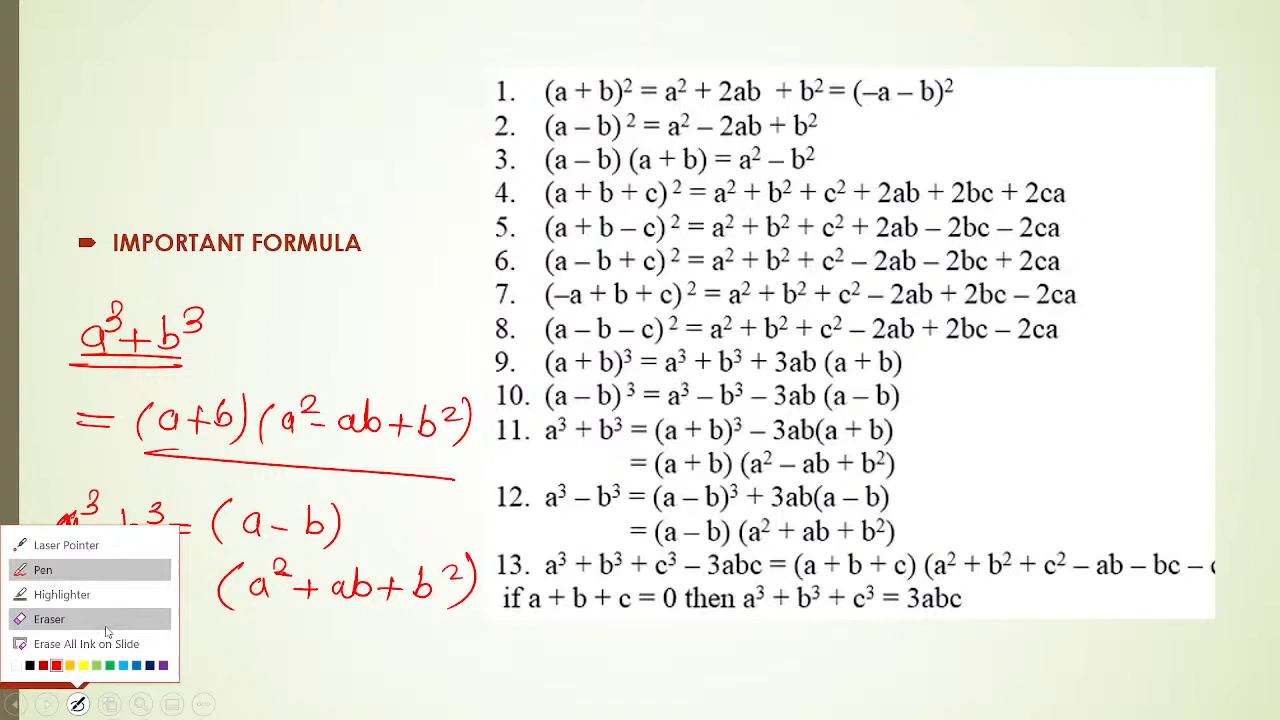 IMPORTANT FORMULA
a³+b³
= (a+b)(a²-ab+b²)
a³ b³ = (a-b)
(a²+ab+b²)
1. (a + b)² = a² + 2ab + b² = (–a – b)²
2. (a – b)² = a² – 2ab + b²
3. (a – b) (a + b) = a² – b²
4. (a + b + c)² = a² + b² + c² + 2ab + 2bc + 2ca
5. (a + b – c)² = a² + b² + c² + 2ab – 2bc – 2ca
6. (a – b + c)² = a² + b² + c² – 2ab – 2bc + 2ca
7. (–a + b + c)² = a² + b² + c² – 2ab + 2bc – 2ca
8. (a – b – c)² = a² + b² + c² – 2ab + 2bc – 2ca
9. (a + b)³ = a³ + b³ + 3ab (a + b)
10. (a – b)³ = a³ – b³ – 3ab (a – b)
11. a³ + b³ = (a + b)³ – 3ab(a + b)
= (a + b) (a² – ab + b²)
12. a³ – b³ = (a – b)³ + 3ab(a – b)
= (a – b) (a² + ab + b²)
13. a³ + b³ + c³ – 3abc = (a + b + c) (a² + b² + c² – ab – bc –
if a + b + c = 0 then a³ + b³ + c³ = 3abc
Laser Pointer
Pen
Highlighter
Eraser
Erase All Ink on Slide